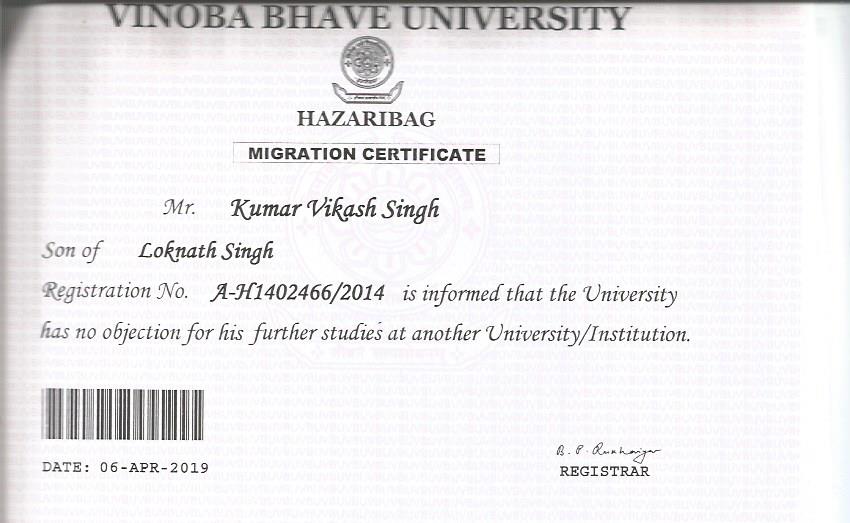 VINOBA BHAVE UNIVERSITY
HAZARIBAG
MIGRATION CERTIFICATE
Mr. Kumar Vikash Singh
Son of Loknath Singh
Registration No. A-H1402466/2014 is informed that the University
has no objection for his further studies at another University/Institution.
DATE: 06-APR-2019
REGISTRAR